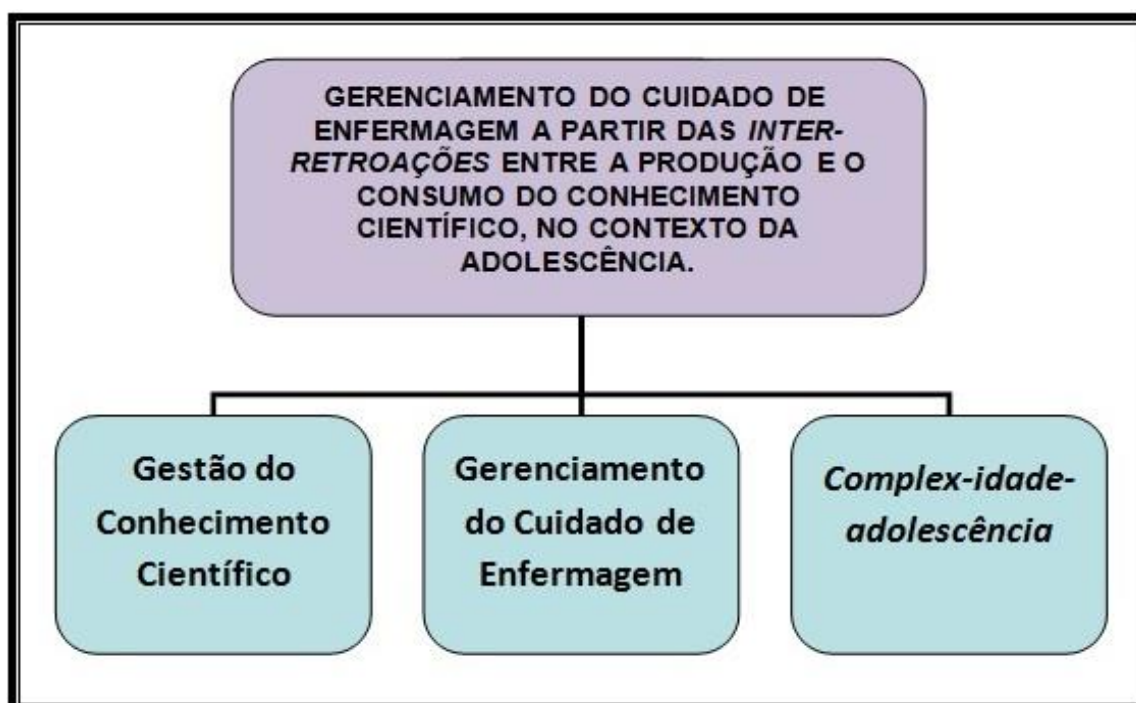 GERENCIAMENTO DO CUIDADO DE
ENFERMAGEM A PARTIR DAS INTER-
RETROAÇÕES ENTRE A PRODUÇÃO E O
CONSUMO DO CONHECIMENTO
CIENTÍFICO, NO CONTEXTO DA
ADOLESCÊNCIA.
Gestão do
Conhecimento
Científico
Gerenciamento
do Cuidado de
Enfermagem
Complex-idade-
adolescência